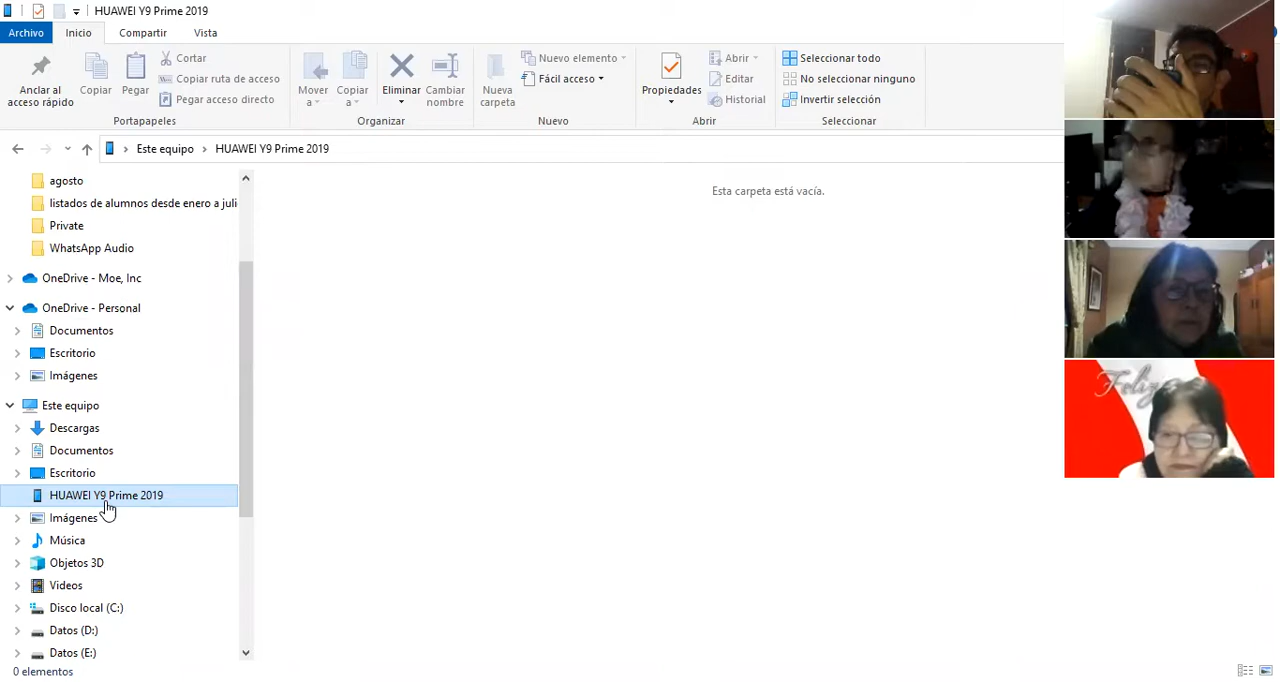 HUAWEI Y9 Prime 2019
Archivo Inicio Compartir Vista
Anclar al acceso rápido
Copiar
Pegar
Cortar
Copiar ruta de acceso
Pegar acceso directo
Portapapeles
Mover a
Copiar a
Eliminar
Cambiar nombre
Organizar
Nueva carpeta
Nuevo elemento
Fácil acceso
Nuevo
Propiedades
Abrir
Editar
Historial
Abrir
Seleccionar todo
No seleccionar ninguno
Invertir selección
Seleccionar
Este equipo > HUAWEI Y9 Prime 2019
Esta carpeta está vacía.
agosto
listados de alumnos desde enero a juli
Private
WhatsApp Audio
OneDrive - Moe, Inc
OneDrive - Personal
Documentos
Escritorio
Imágenes
Este equipo
Descargas
Documentos
Escritorio
HUAWEI Y9 Prime 2019
Imágenes
Música
Objetos 3D
Videos
Disco local (C:)
Datos (D:)
Datos (E:)
0 elementos
Feliz